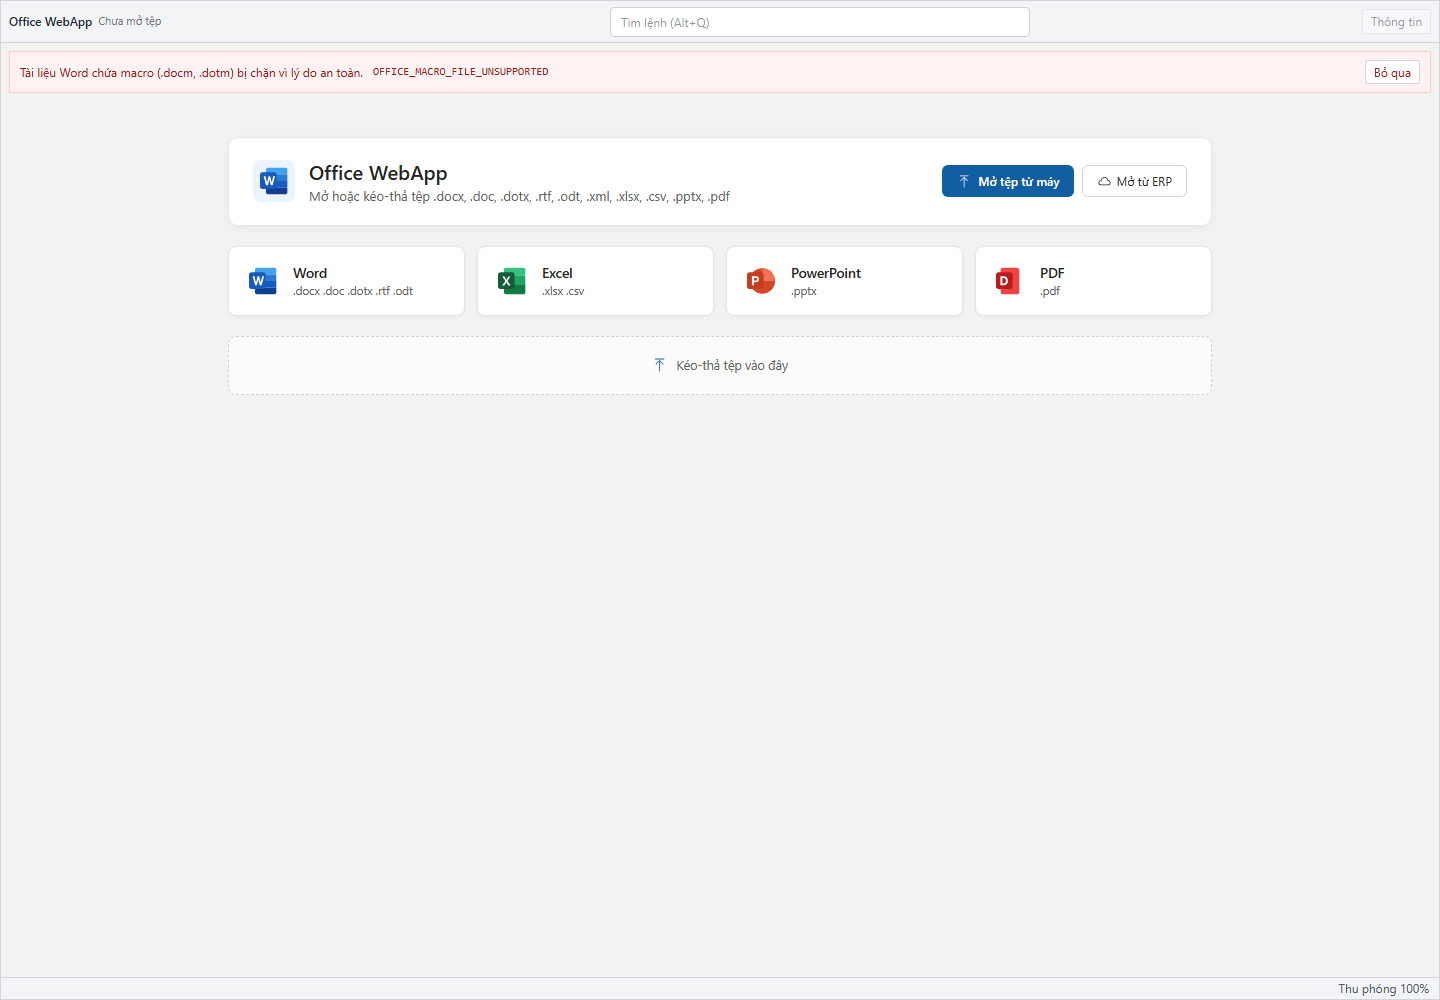 Office WebApp Chưa mở tệp
Tìm lệnh (Alt+Q)
Thông tin
Tài liệu Word chứa macro (.docm, .dotm) bị chặn vì lý do an toàn. OFFICE_MACRO_FILE_UNSUPPORTED
Bỏ qua
Office WebApp
Mở hoặc kéo-thả tệp .docx, .doc, .dotx, .rtf, .odt, .xml, .xlsx, .csv, .pptx, .pdf
Mở tệp từ máy
Mở từ ERP
Word
.docx .doc .dotx .rtf .odt
Excel
.xlsx .csv
PowerPoint
.pptx
PDF
.pdf
Kéo-thả tệp vào đây
Thu phóng 100%